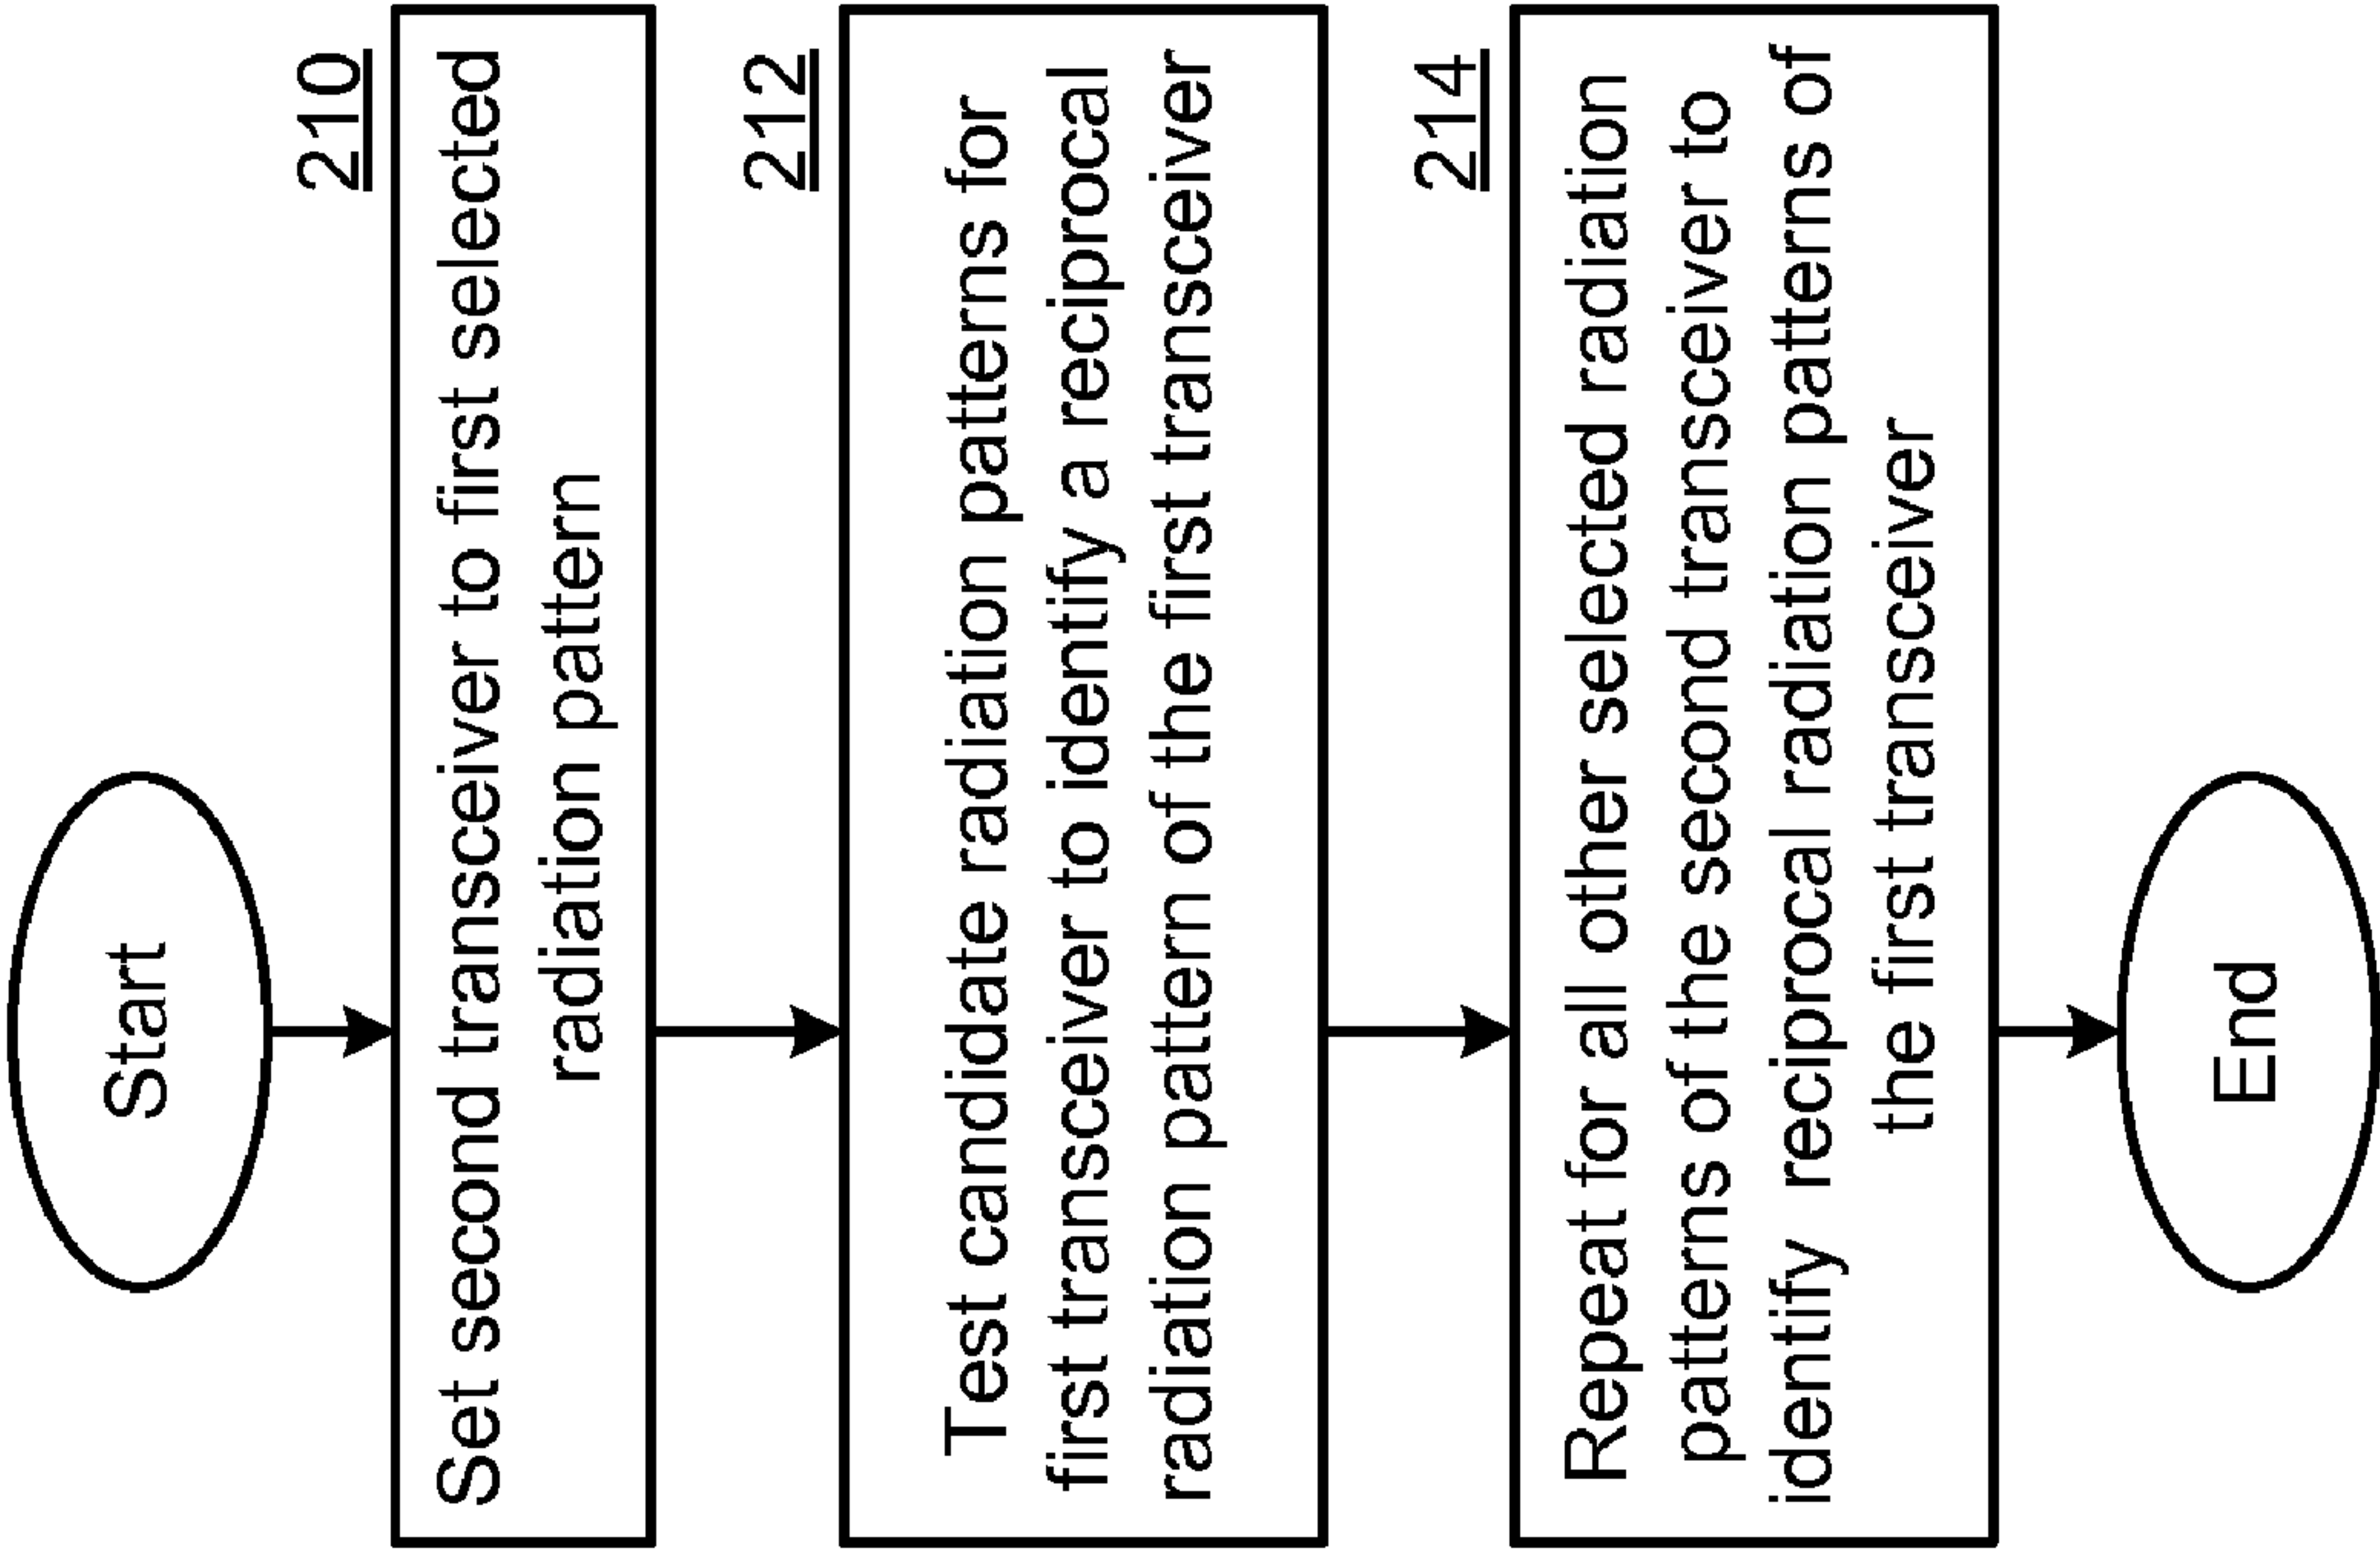 Start
210
Set second transceiver to first selected
radiation pattern
212
Test candidate radiation patterns for
first transceiver to identify a reciprocal
radiation pattern of the first transceiver
214
Repeat for all other selected radiation
patterns of the second transceiver to
identify reciprocal radiation patterns of
the first transceiver
End